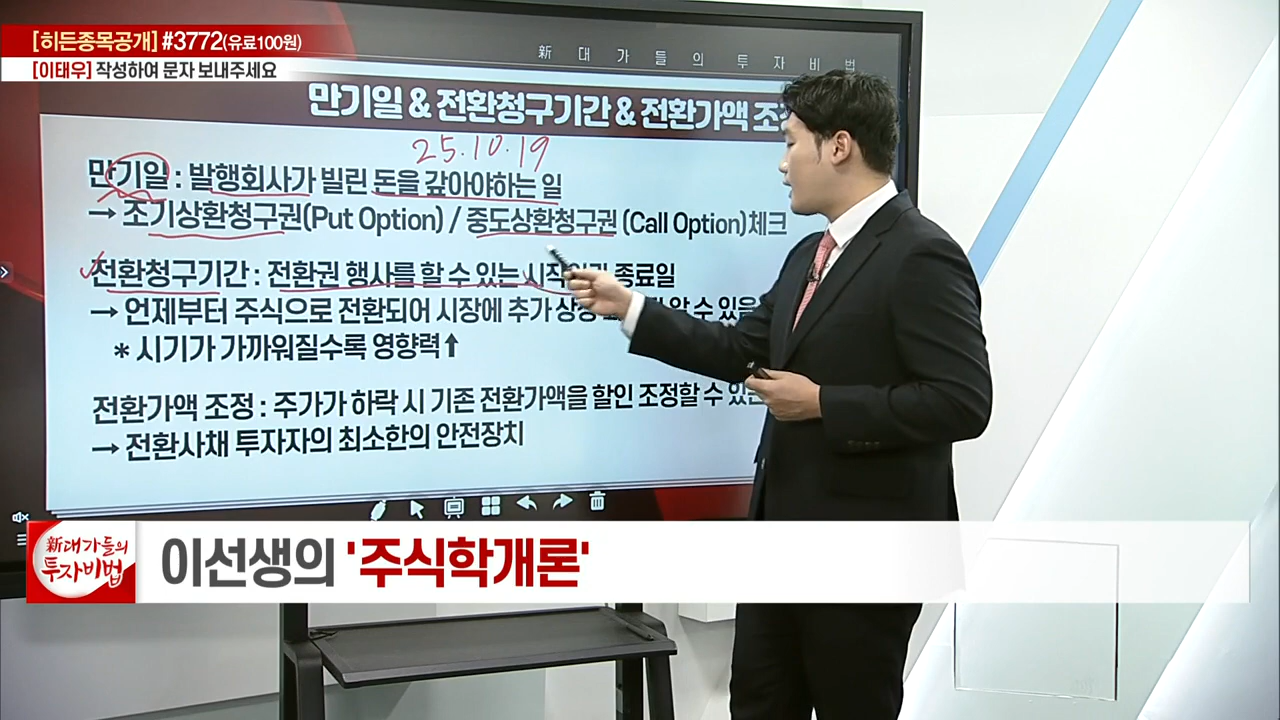 [히든종목공개] #3772(유료100원)
[이태우] 작성하여 문자 보내주세요
新 대 가 들 의 투 자 비 법
만기일 & 전환청구기간 & 전환가액 조정
25.10.19
만기일 : 발행회사가 빌린 돈을 갚아야하는 일
→ 조기상환청구권(Put Option) / 중도상환청구권 (Call Option)체크
전환청구기간 : 전환권 행사를 할 수 있는 시작일과 종료일
→ 언제부터 주식으로 전환되어 시장에 추가 상장 알 수 있음
* 시기가 가까워질수록 영향력↑
전환가액 조정 : 주가가 하락 시 기존 전환가액을 할인 조정할 수 있는
→ 전환사채 투자자의 최소한의 안전장치
新대가들의
투자비법
이선생의 '주식학개론'